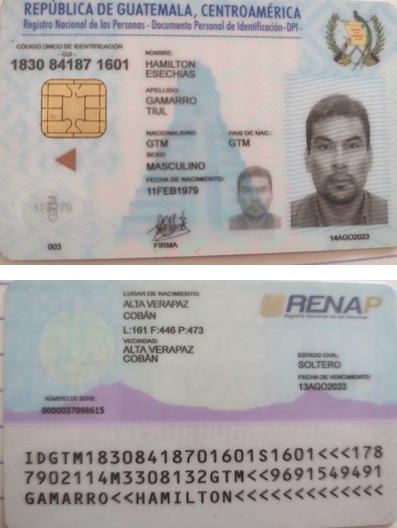 REPÚBLICA DE GUATEMALA, CENTROAMÉRICA
Registro Nacional de las Personas - Documento Personal de Identificación-DPI-
CÓDIGO ÚNICO DE IDENTIFICACIÓN
- CUI -
1830 84187 1601
NOMBRE:
HAMILTON
ESECHIAS
APELLIDO:
GAMARRO
TIUL
NACIONALIDAD: PAIS DE NAC.:
GTM GTM
SEXO:
MASCULINO
FECHA DE NACIMIENTO:
11FEB1979
GTM
003
FIRMA
14AGO2023
LUGAR DE NACIMIENTO:
ALTA VERAPAZ
COBÁN
L:161 F:446 P:473
VECINDAD:
ALTA VERAPAZ
COBÁN
RENAP
Registro Nacional de las Personas
ESTADO CIVIL:
SOLTERO
FECHA DE VENCIMIENTO:
13AGO2033
NÚMERO DE SERIE:
0000037098615
IDGTM18308418701601S1601<<<178
7902114M3308132GTM<<9691549491
GAMARRO<<HAMILTON<<<<<<<<<<<<<